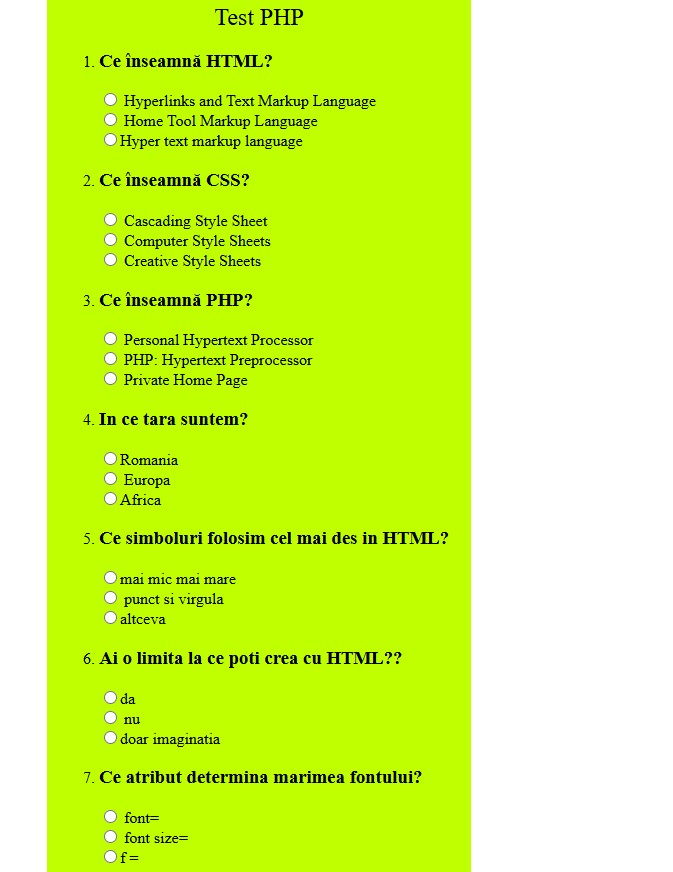 Test PHP
1. Ce înseamnă HTML?
Hyperlinks and Text Markup Language
Home Tool Markup Language
Hyper text markup language
2. Ce înseamnă CSS?
Cascading Style Sheet
Computer Style Sheets
Creative Style Sheets
3. Ce înseamnă PHP?
Personal Hypertext Processor
PHP: Hypertext Preprocessor
Private Home Page
4. In ce tara suntem?
Romania
Europa
Africa
5. Ce simboluri folosim cel mai des in HTML?
mai mic mai mare
punct si virgula
altceva
6. Ai o limita la ce poti crea cu HTML??
da
nu
doar imaginatia
7. Ce atribut determina marimea fontului?
font=
font size=
f =